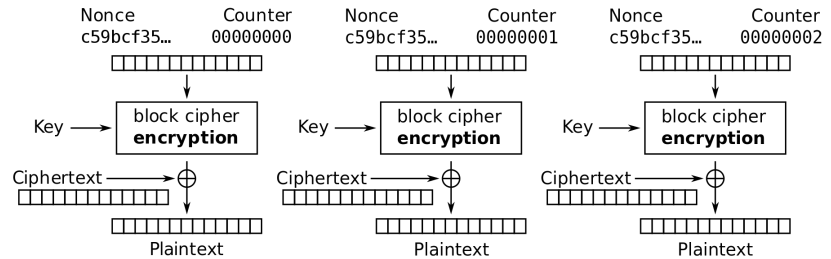 Nonce Counter
c59bcf35… 00000000
Key
block cipher
encryption
Ciphertext
Plaintext
Nonce Counter
c59bcf35… 00000001
Key
block cipher
encryption
Ciphertext
Plaintext
Nonce Counter
c59bcf35… 00000002
Key
block cipher
encryption
Ciphertext
Plaintext